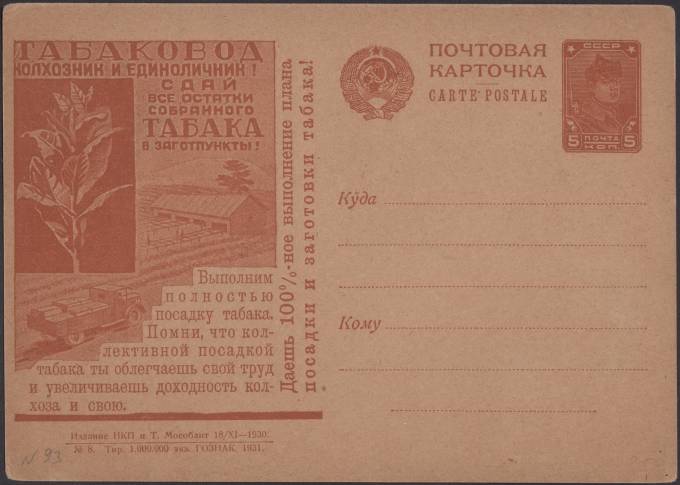 ТАБАКОВОД
КОЛХОЗНИК И ЕДИНОЛИЧНИК!
СДАЙ
ВСЕ ОСТАТКИ
СОБРАННОГО
ТАБАКА
В ЗАГОТПУНКТЫ!
Выполним
полностью
посадку табака.
Помни, что кол-
лективной посадкой
табака ты облегчаешь свой труд
и увеличиваешь доходность кол-
хоза и свою.
Даешь 100%-ное выполнение плана
посадки и заготовки табака!
Издание НКП и Т. Мособлит 18/XI—1930.
№ 8. Тир. 1.000.000 экз. ГОЗНАК. 1931.
N 93
ПОЧТОВАЯ
КАРТОЧКА
CARTE POSTALE
СССР
ПОЧТА
5 КОП. 5
Куда
Кому